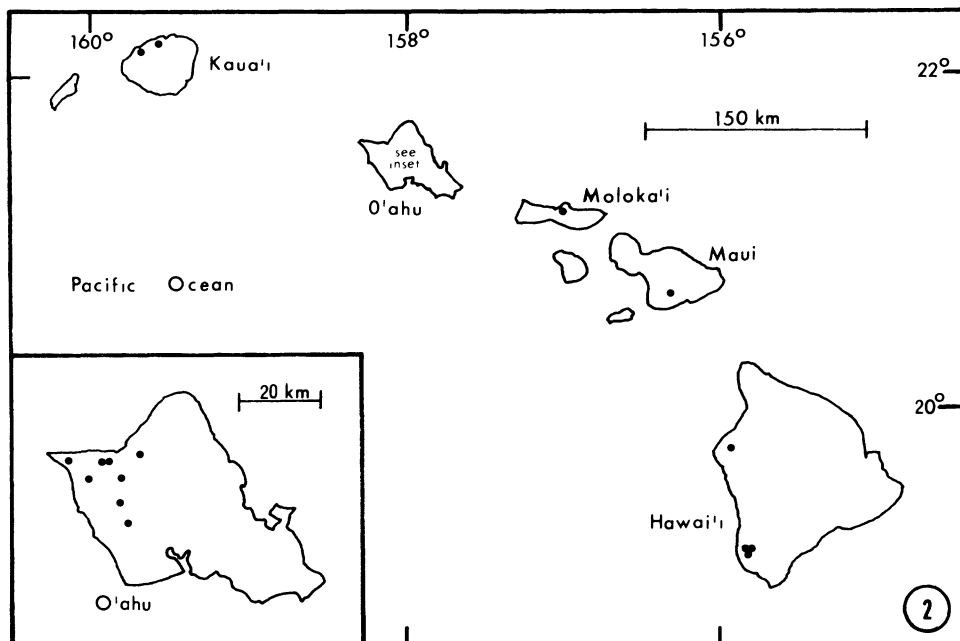 160° 158° 156°
Kaua'i
22°
150 km
see
inset
O'ahu
Moloka'i
Maui
Pacific Ocean
20 km
20°
Hawai'i
O'ahu
2